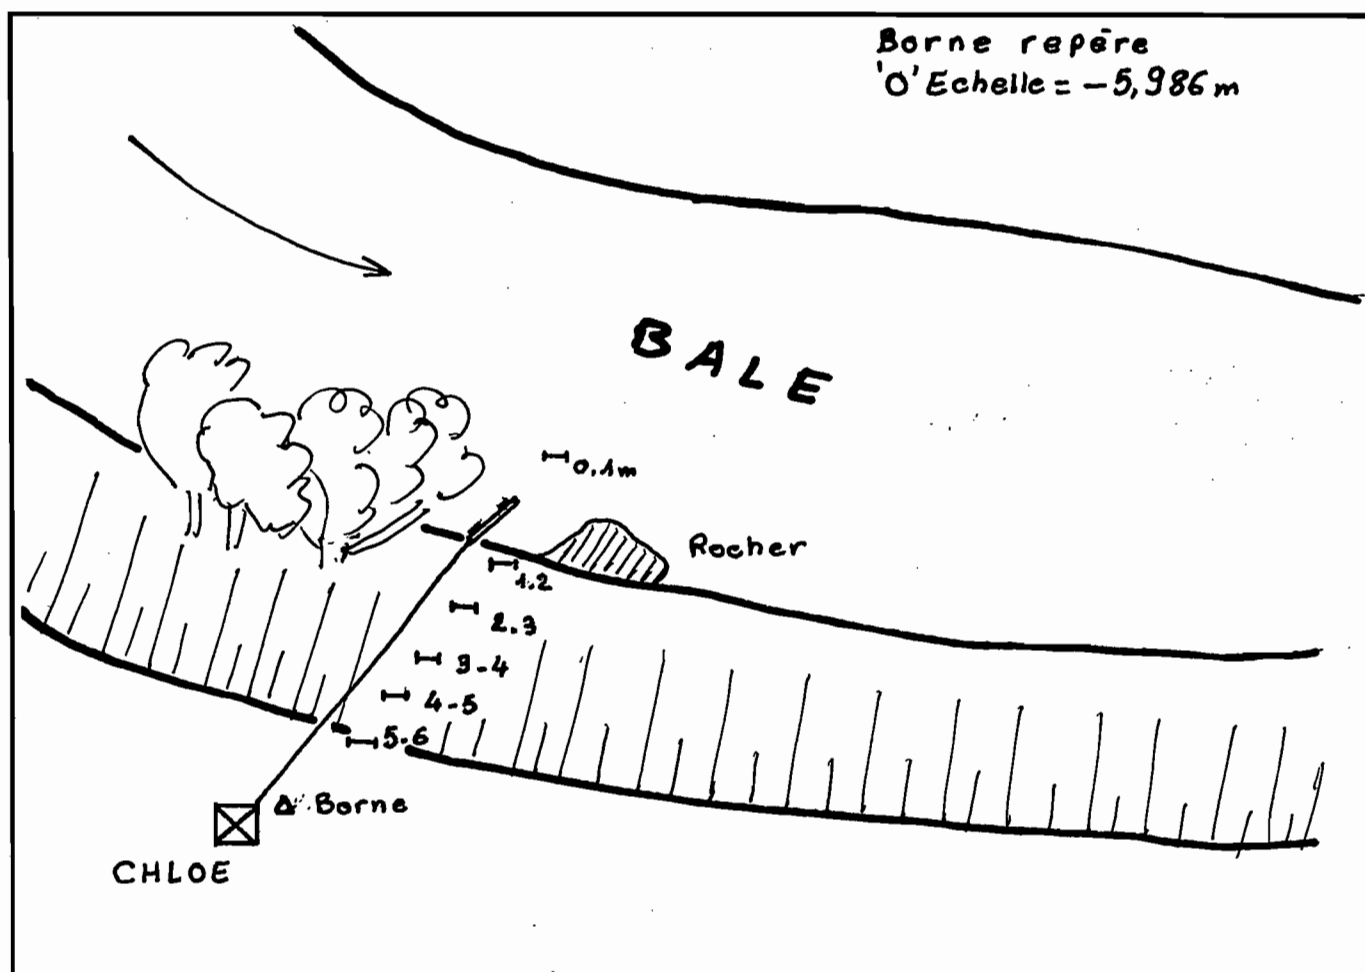 Borne repère
'O' Echelle = -5,986 m
BALE
0.1m
Rocher
1.2
2.3
3-4
4-5
5.6
Δ Borne
CHLOE